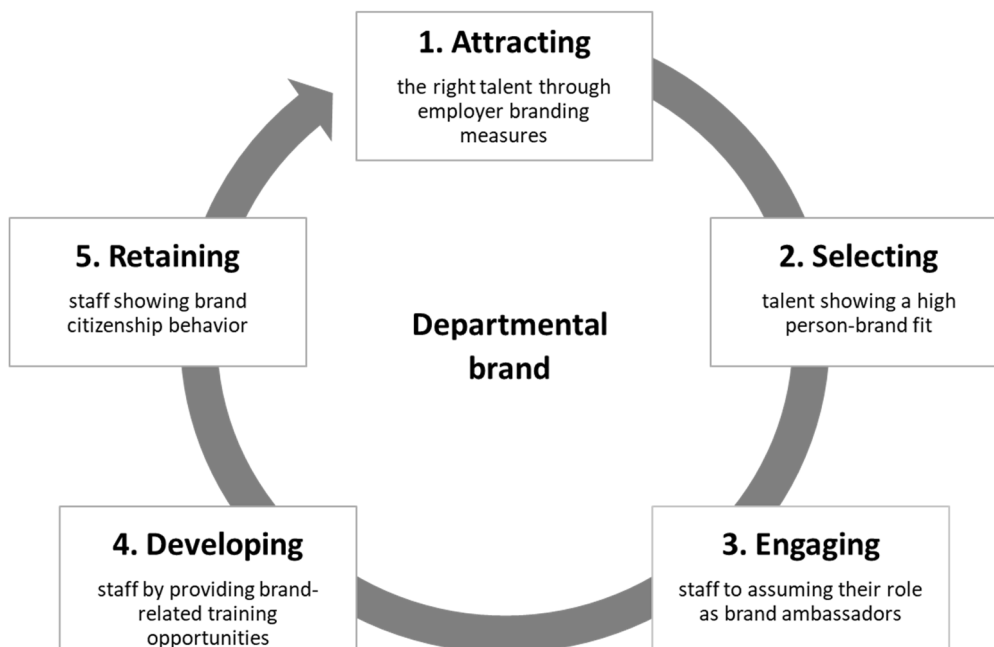 1. Attracting
the right talent through
employer branding
measures
2. Selecting
talent showing a high
person-brand fit
3. Engaging
staff to assuming their role
as brand ambassadors
4. Developing
staff by providing brand-
related training
opportunities
5. Retaining
staff showing brand
citizenship behavior
Departmental
brand